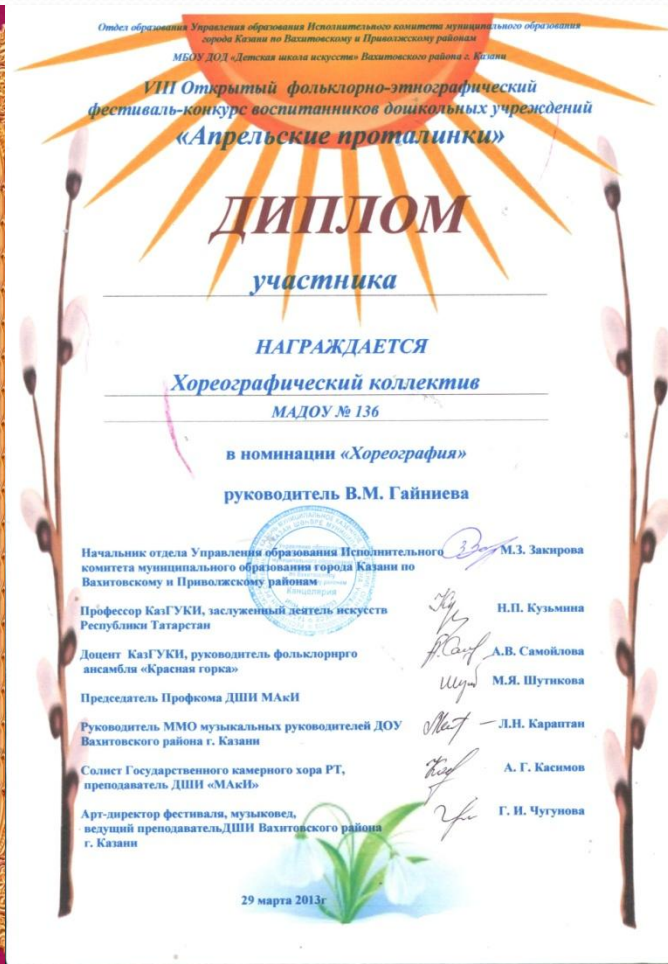 Отдел образования Управления образования Исполнительного комитета муниципального образования
города Казани по Вахитовскому и Приволжскому районам
МБОУ ДОД «Детская школа искусств» Вахитовского района г. Казани
VIII Открытый фольклорно-этнографический
фестиваль-конкурс воспитанников дошкольных учреждений
«Апрельские проталинки»
ДИПЛОМ
участника
НАГРАЖДАЕТСЯ
Хореографический коллектив
МАДОУ № 136
в номинации «Хореография»
руководитель В.М. Гайниева
Начальник отдела Управления образования Исполнительного М.З. Закирова
комитета муниципального образования города Казани по
Вахитовскому и Приволжскому районам
Канцелярия
Профессор КазГУКИ, заслуженный деятель искусств Н.П. Кузьмина
Республики Татарстан
Доцент КазГУКИ, руководитель фольклорнрго А.В. Самойлова
ансамбля «Красная горка»
М.Я. Шутикова
Председатель Профкома ДШИ МАкИ
Руководитель ММО музыкальных руководителей ДОУ Л.Н. Караптан
Вахитовского района г. Казани
Солист Государственного камерного хора РТ, А. Г. Касимов
преподаватель ДШИ «МАкИ»
Арт-директор фестиваля, музыковед, Г. И. Чугунова
ведущий преподавательДШИ Вахитовского района
г. Казани
29 марта 2013г